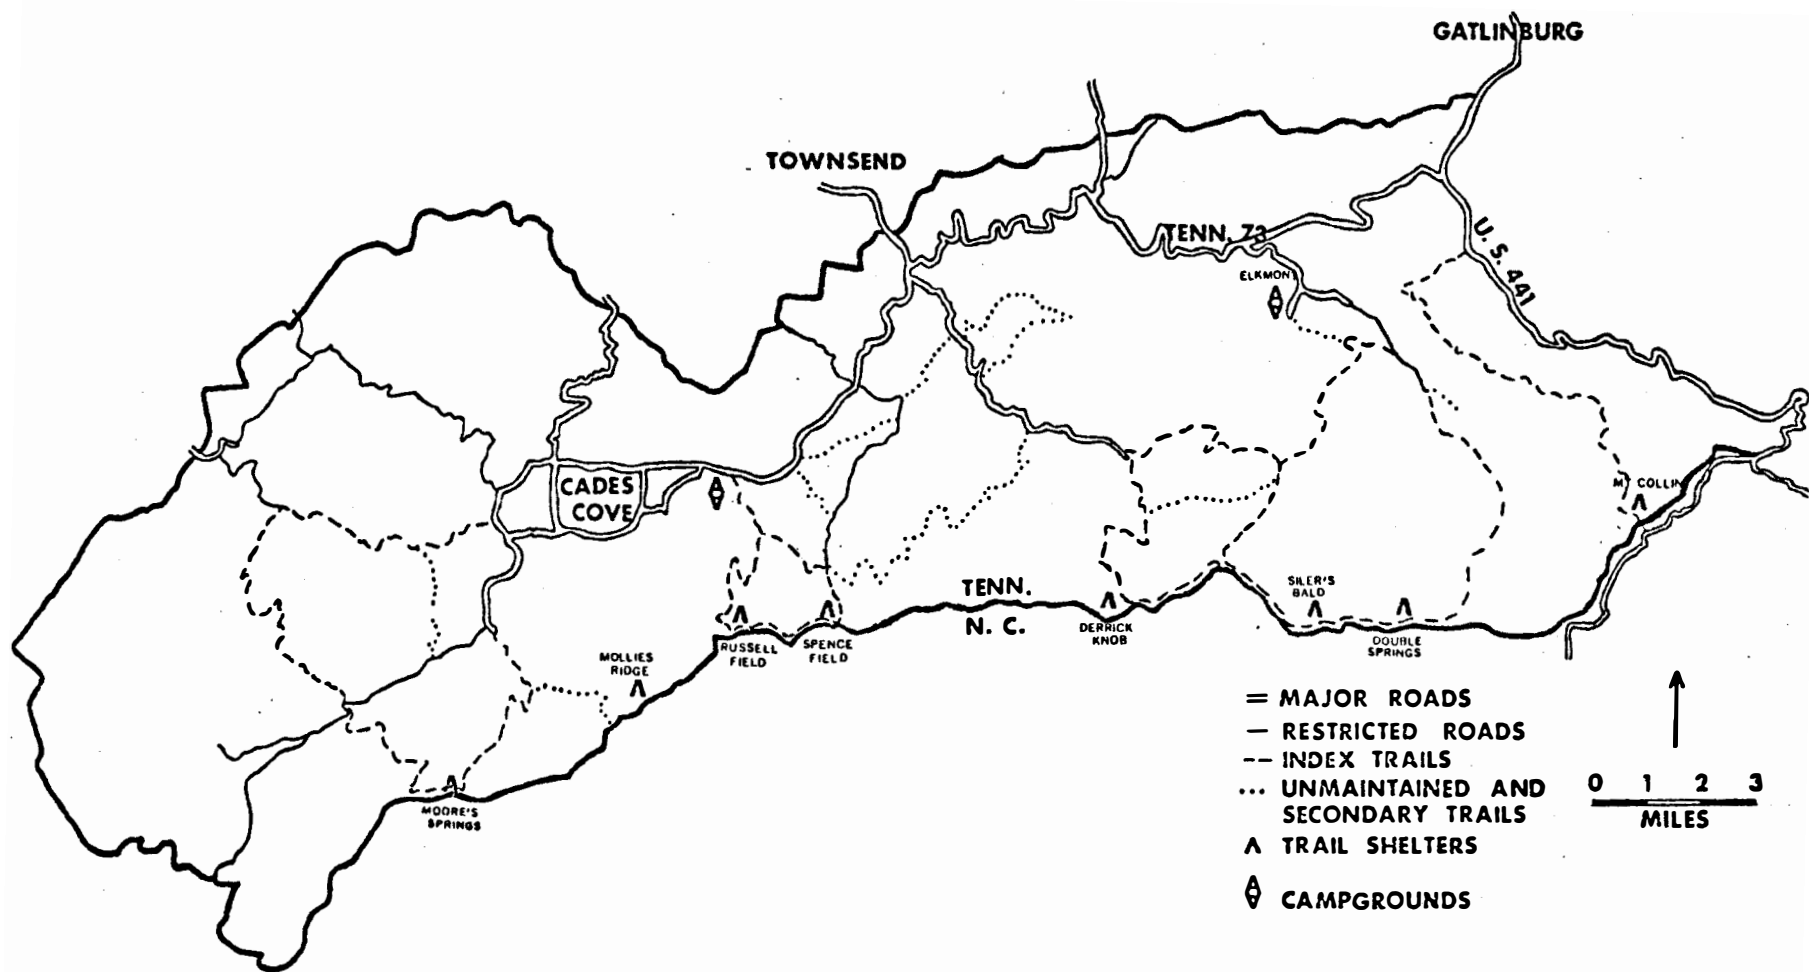 GATLINBURG
TOWNSEND
TENN. 73
U.S. 441
ELKMONT
CADES
COVE
MT COLLIN
TENN.
N. C.
SILER'S
BALD
DERRICK
KNOB
DOUBLE
SPRINGS
RUSSELL
FIELD
SPENCE
FIELD
MOLLIES
RIDGE
MOORE'S
SPRINGS
MAJOR ROADS
RESTRICTED ROADS
INDEX TRAILS
UNMAINTAINED AND
SECONDARY TRAILS
TRAIL SHELTERS
CAMPGROUNDS
0 1 2 3
MILES